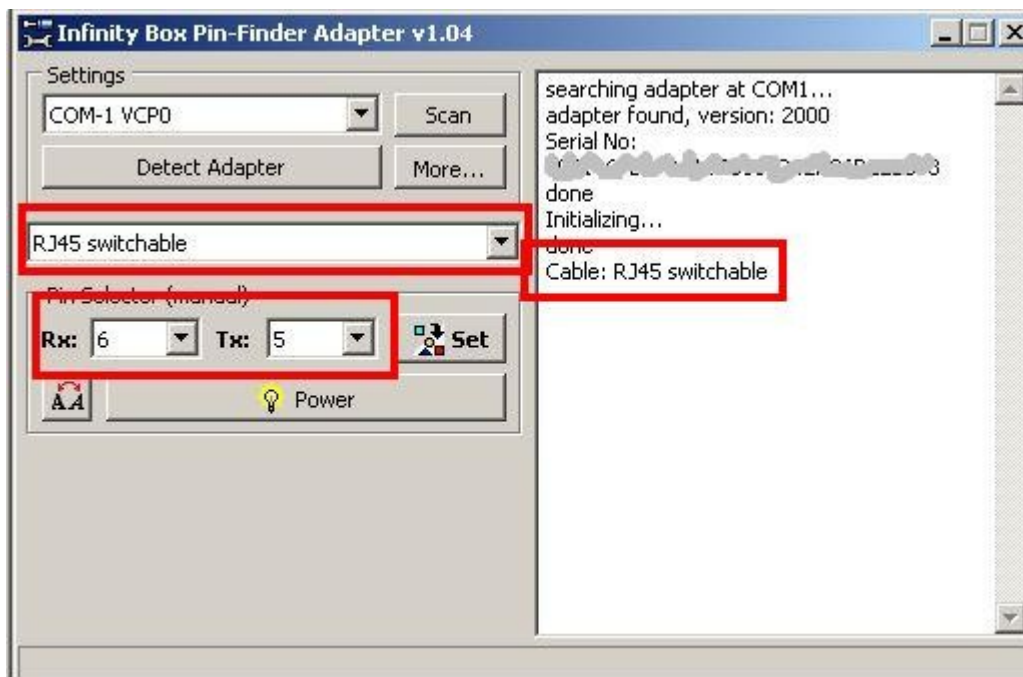 Infinity Box Pin-Finder Adapter v1.04
Settings
COM-1 VCP0
Scan
Detect Adapter
More...
RJ45 switchable
Pin Selector (manual)
Rx: 6 Tx: 5 Set
A A Power
searching adapter at COM1...
adapter found, version: 2000
Serial No:
done
Initializing...
done
Cable: RJ45 switchable